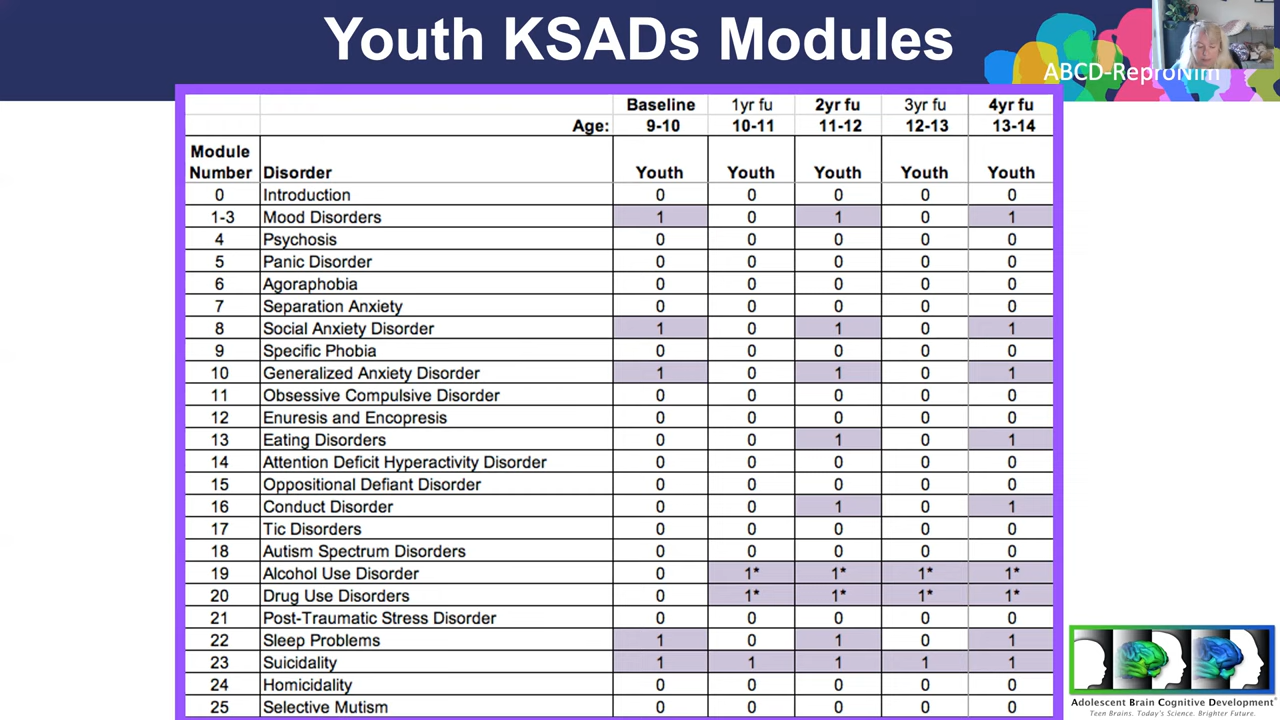 Youth KSADs Modules
ABCD-ReproNim
Baseline 1yr fu 2yr fu 3yr fu 4yr fu
Age: 9-10 10-11 11-12 12-13 13-14
Module
Number Disorder Youth Youth Youth Youth Youth
0 Introduction 0 0 0 0 0
1-3 Mood Disorders 1 0 1 0 1
4 Psychosis 0 0 0 0 0
5 Panic Disorder 0 0 0 0 0
6 Agoraphobia 0 0 0 0 0
7 Separation Anxiety 0 0 0 0 0
8 Social Anxiety Disorder 1 0 1 0 1
9 Specific Phobia 0 0 0 0 0
10 Generalized Anxiety Disorder 1 0 1 0 1
11 Obsessive Compulsive Disorder 0 0 0 0 0
12 Enuresis and Encopresis 0 0 0 0 0
13 Eating Disorders 0 0 1 0 1
14 Attention Deficit Hyperactivity Disorder 0 0 0 0 0
15 Oppositional Defiant Disorder 0 0 0 0 0
16 Conduct Disorder 0 0 1 0 1
17 Tic Disorders 0 0 0 0 0
18 Autism Spectrum Disorders 0 0 0 0 0
19 Alcohol Use Disorder 0 1* 1* 1* 1*
20 Drug Use Disorders 0 1* 1* 1* 1*
21 Post-Traumatic Stress Disorder 0 0 0 0 0
22 Sleep Problems 1 0 1 0 1
23 Suicidality 1 1 1 1 1
24 Homicidality 0 0 0 0 0
25 Selective Mutism 0 0 0 0 0
Adolescent Brain Cognitive Development
Teen Brains. Today's Science. Brighter Future.